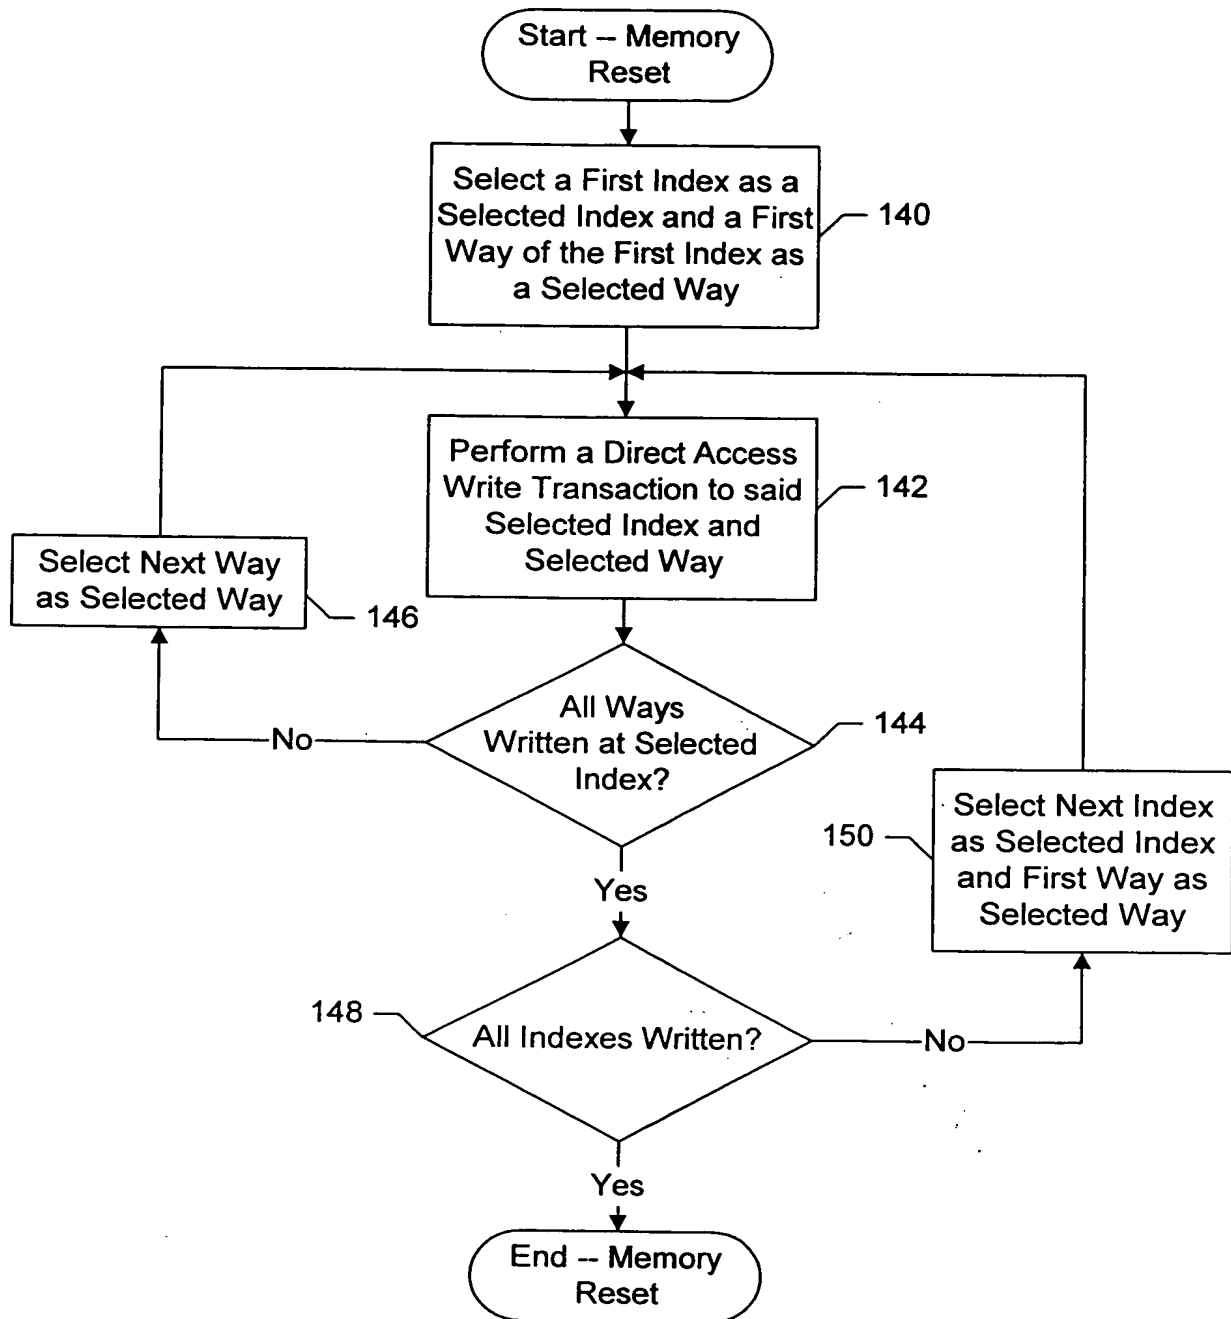 Start -- Memory
Reset
Select a First Index as a
Selected Index and a First
Way of the First Index as
a Selected Way
140
Perform a Direct Access
Write Transaction to said
Selected Index and
Selected Way
142
Select Next Way
as Selected Way
146
All Ways
Written at Selected
Index?
144
No
Yes
Select Next Index
as Selected Index
and First Way as
Selected Way
150
All Indexes Written?
148
No
Yes
End -- Memory
Reset